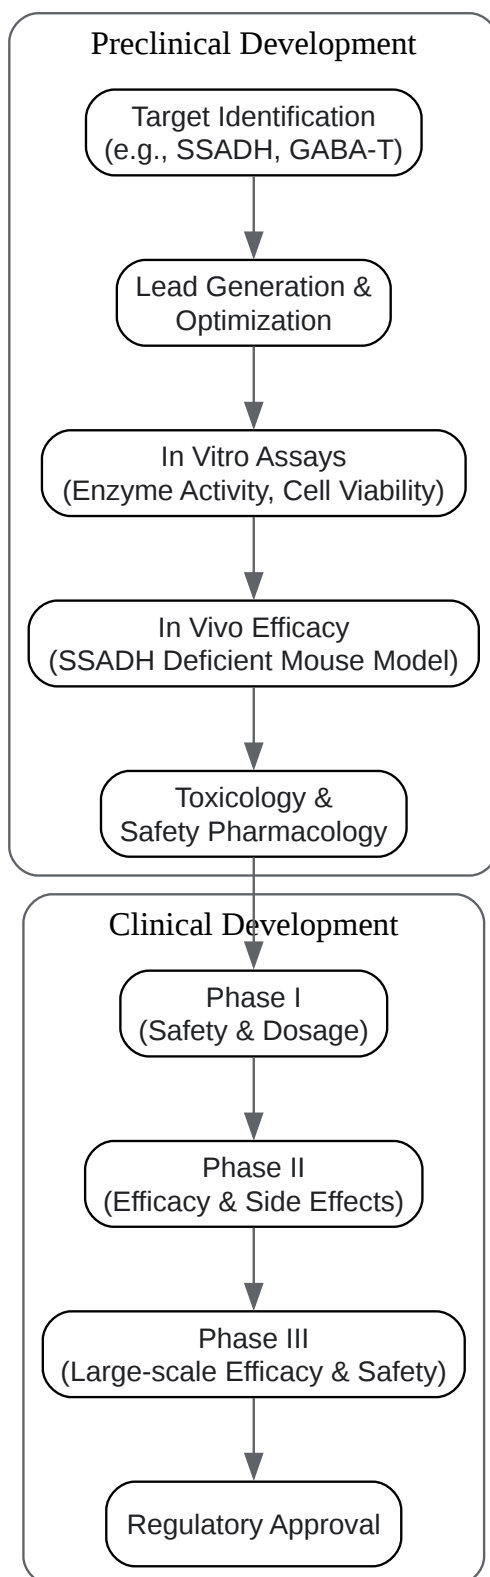 Preclinical Development
Target Identification
(e.g., SSADH, GABA-T)
Lead Generation &
Optimization
In Vitro Assays
(Enzyme Activity, Cell Viability)
In Vivo Efficacy
(SSADH Deficient Mouse Model)
Toxicology &
Safety Pharmacology
Clinical Development
Phase I
(Safety & Dosage)
Phase II
(Efficacy & Side Effects)
Phase III
(Large-scale Efficacy & Safety)
Regulatory Approval